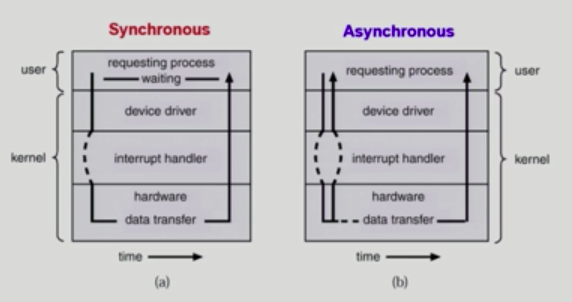 Synchronous
user
requesting process
waiting
device driver
kernel
interrupt handler
hardware
data transfer
time
(a)
Asynchronous
requesting process
user
device driver
interrupt handler
kernel
hardware
data transfer
time
(b)